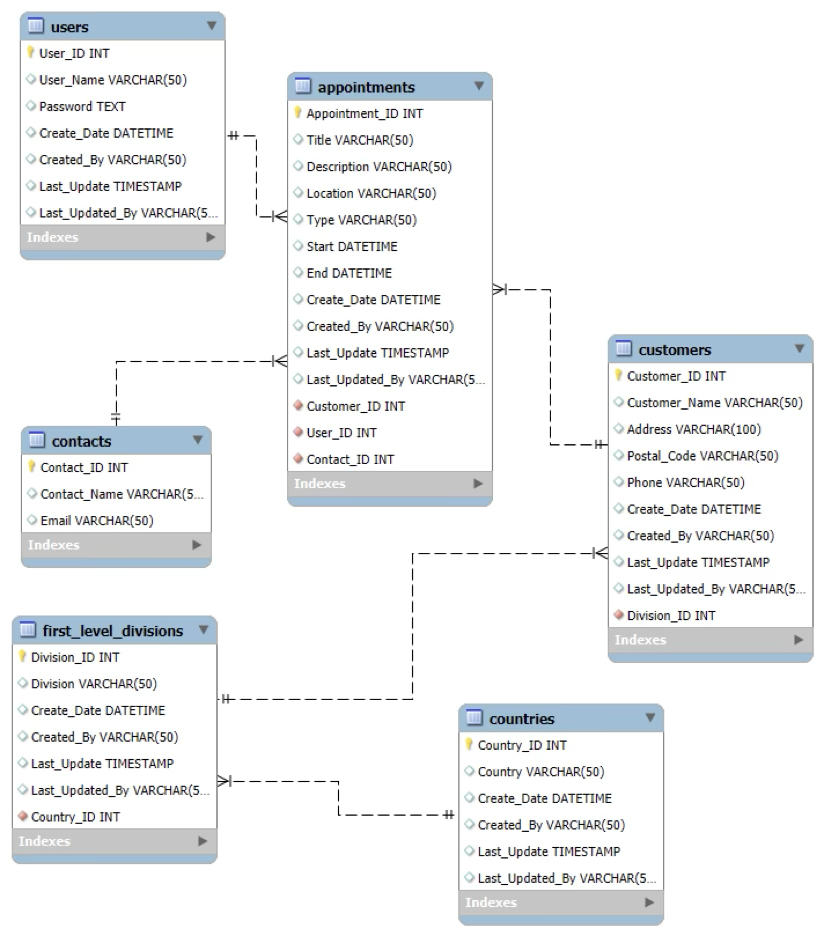 users
User_ID INT
User_Name VARCHAR(50)
Password TEXT
Create_Date DATETIME
Created_By VARCHAR(50)
Last_Update TIMESTAMP
Last_Updated_By VARCHAR(5...
Indexes
appointments
Appointment_ID INT
Title VARCHAR(50)
Description VARCHAR(50)
Location VARCHAR(50)
Type VARCHAR(50)
Start DATETIME
End DATETIME
Create_Date DATETIME
Created_By VARCHAR(50)
Last_Update TIMESTAMP
Last_Updated_By VARCHAR(5...
Customer_ID INT
User_ID INT
Contact_ID INT
Indexes
customers
Customer_ID INT
Customer_Name VARCHAR(50)
Address VARCHAR(100)
Postal_Code VARCHAR(50)
Phone VARCHAR(50)
Create_Date DATETIME
Created_By VARCHAR(50)
Last_Update TIMESTAMP
Last_Updated_By VARCHAR(5...
Division_ID INT
Indexes
contacts
Contact_ID INT
Contact_Name VARCHAR(5...
Email VARCHAR(50)
Indexes
first_level_divisions
Division_ID INT
Division VARCHAR(50)
Create_Date DATETIME
Created_By VARCHAR(50)
Last_Update TIMESTAMP
Last_Updated_By VARCHAR(5...
Country_ID INT
Indexes
countries
Country_ID INT
Country VARCHAR(50)
Create_Date DATETIME
Created_By VARCHAR(50)
Last_Update TIMESTAMP
Last_Updated_By VARCHAR(5...
Indexes